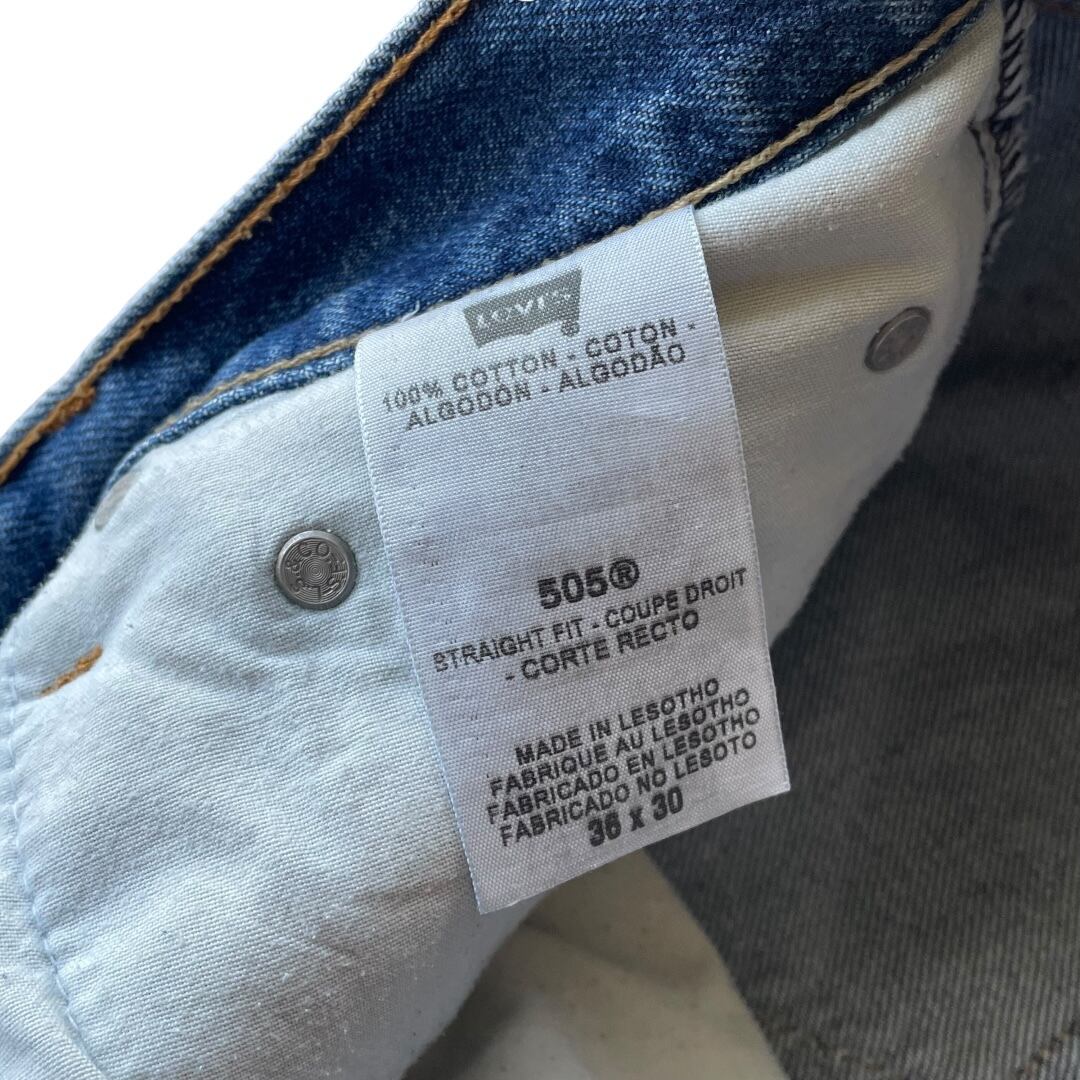 LEVI'S
100% COTTON - COTON -
ALGODÓN - ALGODÃO
505®
STRAIGHT FIT - COUPE DROIT
- CORTE RECTO
MADE IN LESOTHO
FABRIQUE AU LESOTHO
FABRICADO EN LESOTHO
FABRICADO NO LESOTO
36 X 30